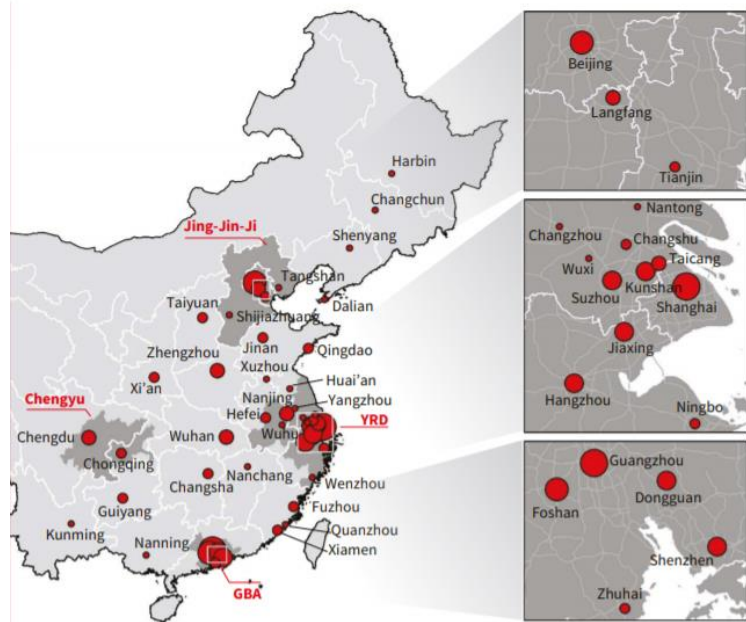 Harbin
Changchun
Shenyang
Jing-Jin-Ji
Tangshan
Dalian
Taiyuan
Shijiazhuang
Jinan
Qingdao
Zhengzhou
Xuzhou
Xi'an
Huai'an
Nanjing
Yangzhou
Chengyu
Hefei
YRD
Chengdu
Wuhan
Wuhu
Chongqing
Nanchang
Changsha
Wenzhou
Guiyang
Fuzhou
Kunming
Nanning
Quanzhou
Xiamen
GBA
Beijing
Langfang
Tianjin
Nantong
Changzhou
Changshu
Wuxi
Taicang
Kunshan
Suzhou
Shanghai
Jiaxing
Hangzhou
Ningbo
Guangzhou
Dongguan
Foshan
Shenzhen
Zhuhai